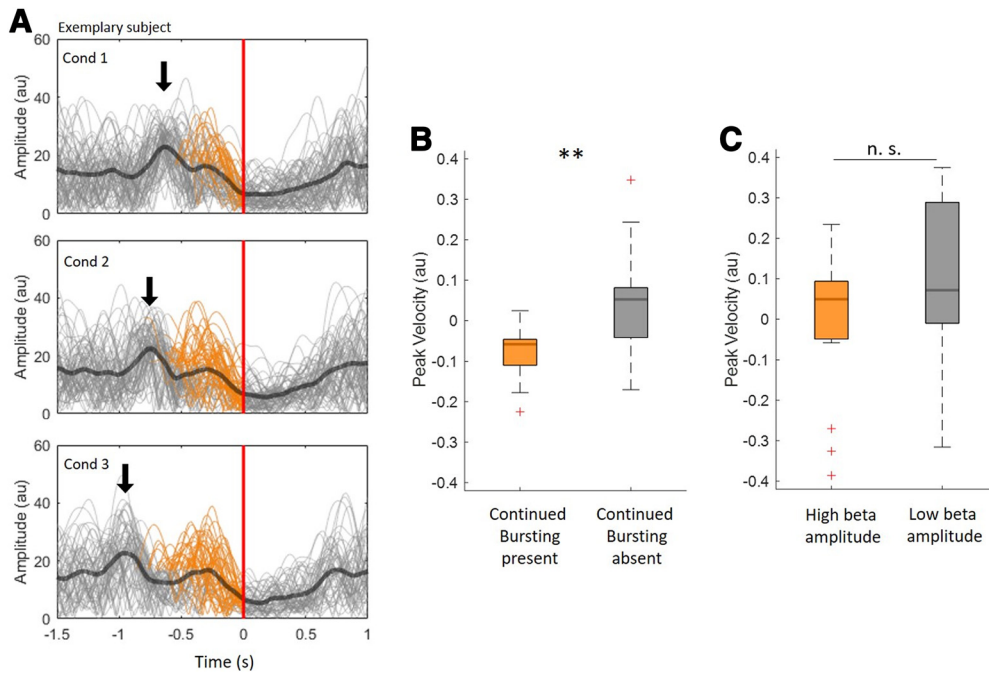 A
Exemplary subject
60
40
20
0
Amplitude (au)
Cond 1
60
40
20
0
Amplitude (au)
Cond 2
60
40
20
0
Amplitude (au)
Cond 3
-1.5 -1 -0.5 0 0.5 1
Time (s)
B
**
0.4
0.3
0.2
0.1
0
-0.1
-0.2
-0.3
-0.4
Peak Velocity (au)
Continued
Bursting
present
Continued
Bursting
absent
C
n. s.
0.4
0.3
0.2
0.1
0
-0.1
-0.2
-0.3
-0.4
Peak Velocity (au)
High beta
amplitude
Low beta
amplitude